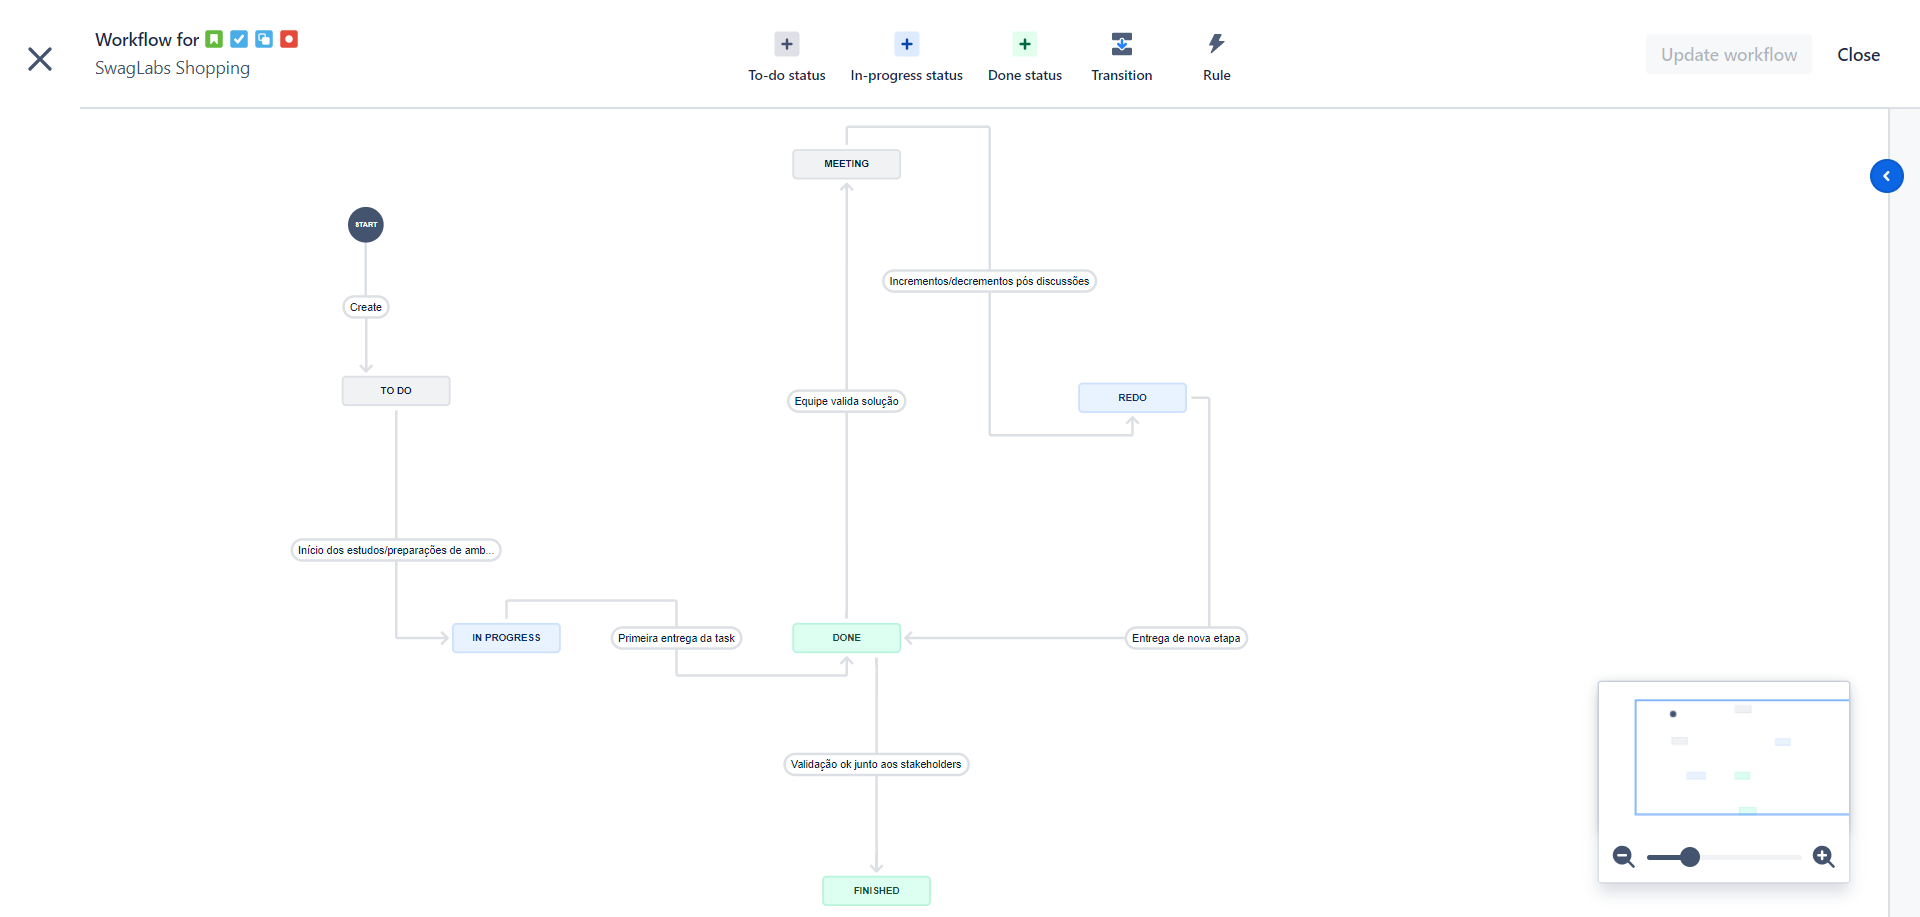 Workflow for
SwagLabs Shopping
To-do status
In-progress status
Done status
Transition
Rule
Update workflow
Close
MEETING
START
Incrementos/decrementos pós discussões
Create
TO DO
REDO
Equipe valida solução
Início dos estudos/preparações de amb...
IN PROGRESS
Primeira entrega da task
DONE
Entrega de nova etapa
Validação ok junto aos stakeholders
FINISHED